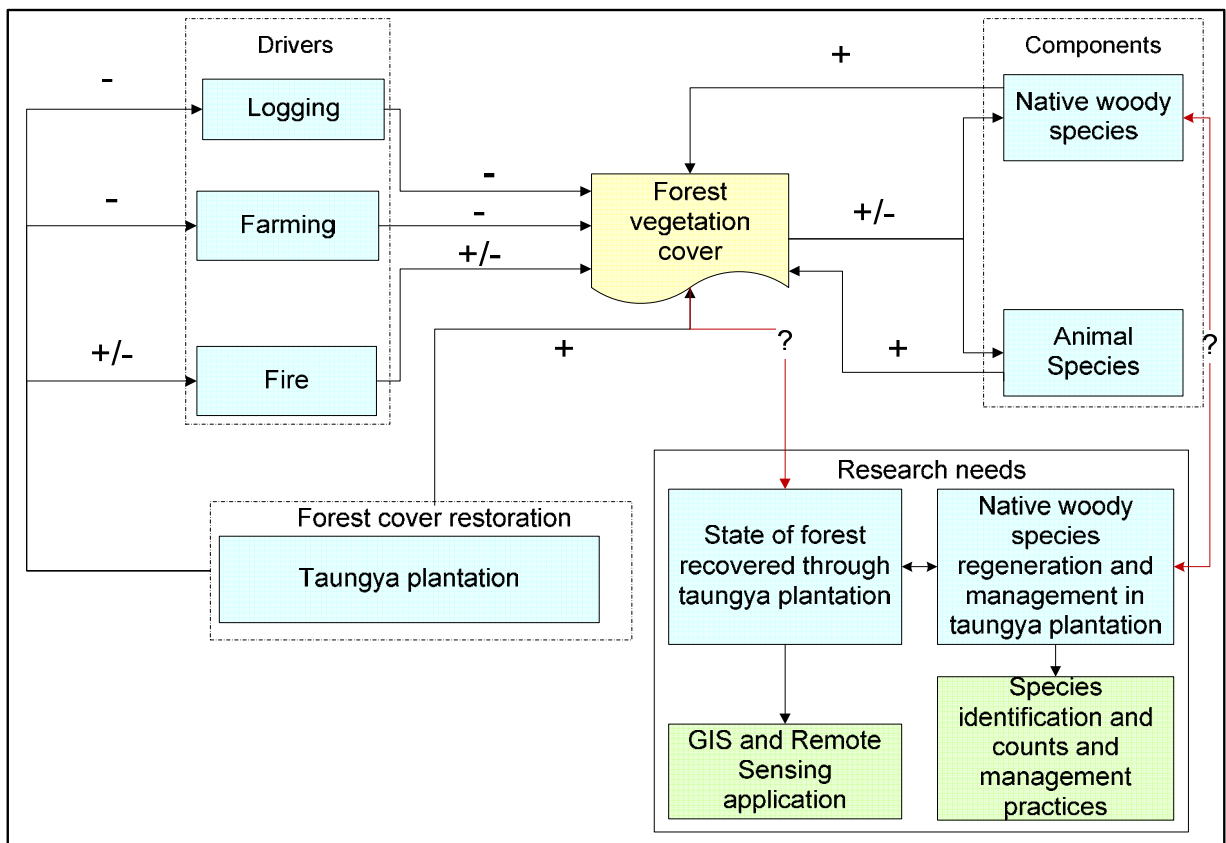 Drivers
Components
-
Logging
+
Native woody
species
-
-
Farming
-
+/-
Forest
vegetation
cover
+/-
+/-
Fire
+
?
+
Animal
Species
?
Research needs
Forest cover restoration
Taungya plantation
State of forest
recovered through
taungya plantation
Native woody
species
regeneration and
management in
taungya plantation
GIS and Remote
Sensing
application
Species
identification and
counts and
management
practices